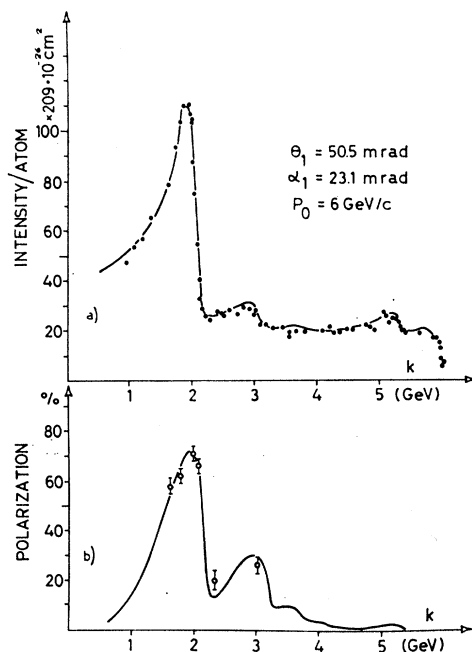 INTENSITY/ATOM
×209·10⁻²⁶ cm²
100
80
60
40
20
θ₁ = 50.5 mrad
α₁ = 23.1 mrad
P₀ = 6 GeV/c
a)
k
1 2 3 4 5 (GeV)
%
POLARIZATION
80
60
40
20
b)
k
1 2 3 4 5 (GeV)